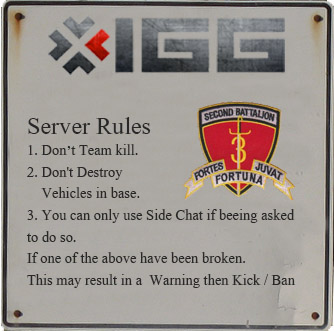 IGG
Server Rules
1. Don't Team kill.
2. Don't Destroy
Vehicles in base.
3. You can only use Side Chat if beeing asked
to do so.
If one of the above have been broken.
This may result in a Warning then Kick / Ban
SECOND BATTALION
3
FORTES FORTUNA JUVAT